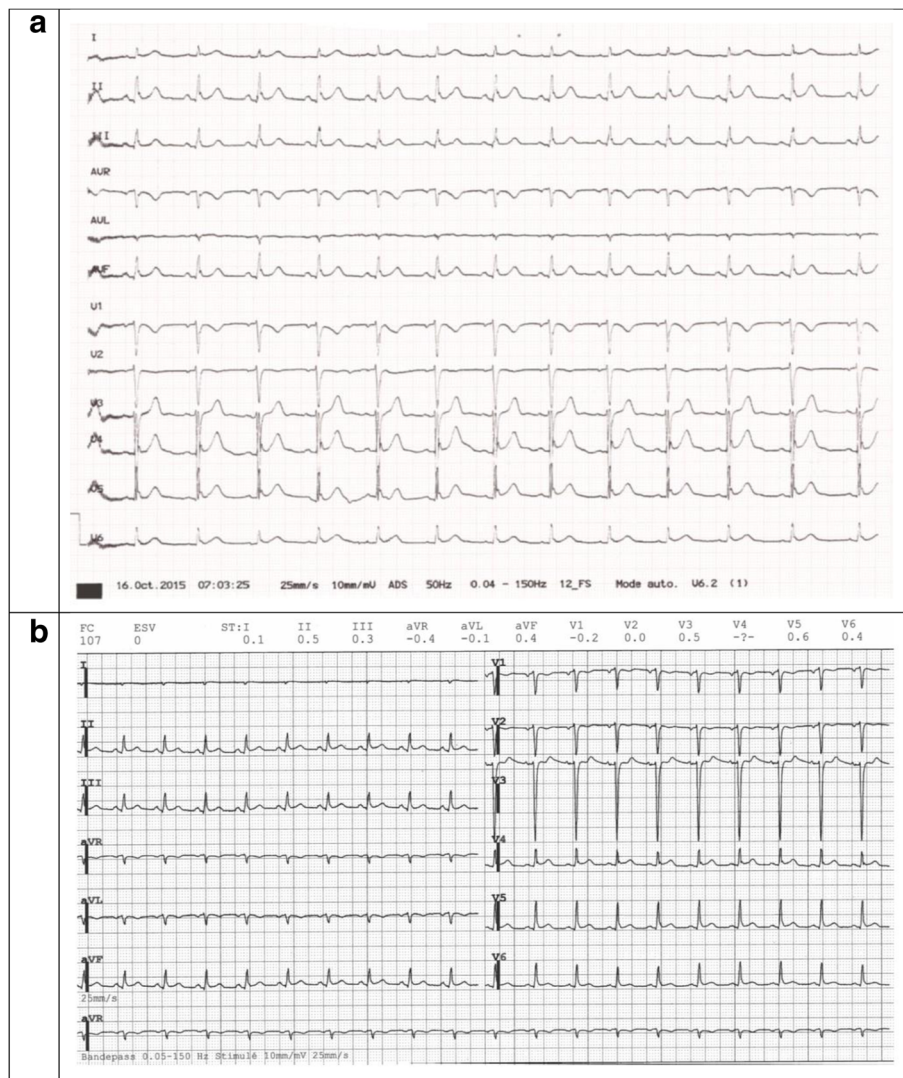 a
I
II
III
AUR
AUL
AUF
U1
U2
U3
U4
U5
U6
16.Oct.2015 07:03:25 25mm/s 10mm/mV ADS 50Hz 0.04 - 150Hz 12_FS Mode auto. V6.2 (1)
b
FC ESV ST:I II III aVR aVL aVF V1 V2 V3 V4 V5 V6
107 0 0.1 0.5 0.3 -0.4 -0.1 0.4 -0.2 0.0 0.5 -?- 0.6 0.4
I
V1
II
V2
III
V3
aVR
V4
aVL
V5
aVF
V6
25mm/s
aVR
Bandepass 0.05-150 Hz Stimulé 10mm/mV 25mm/s